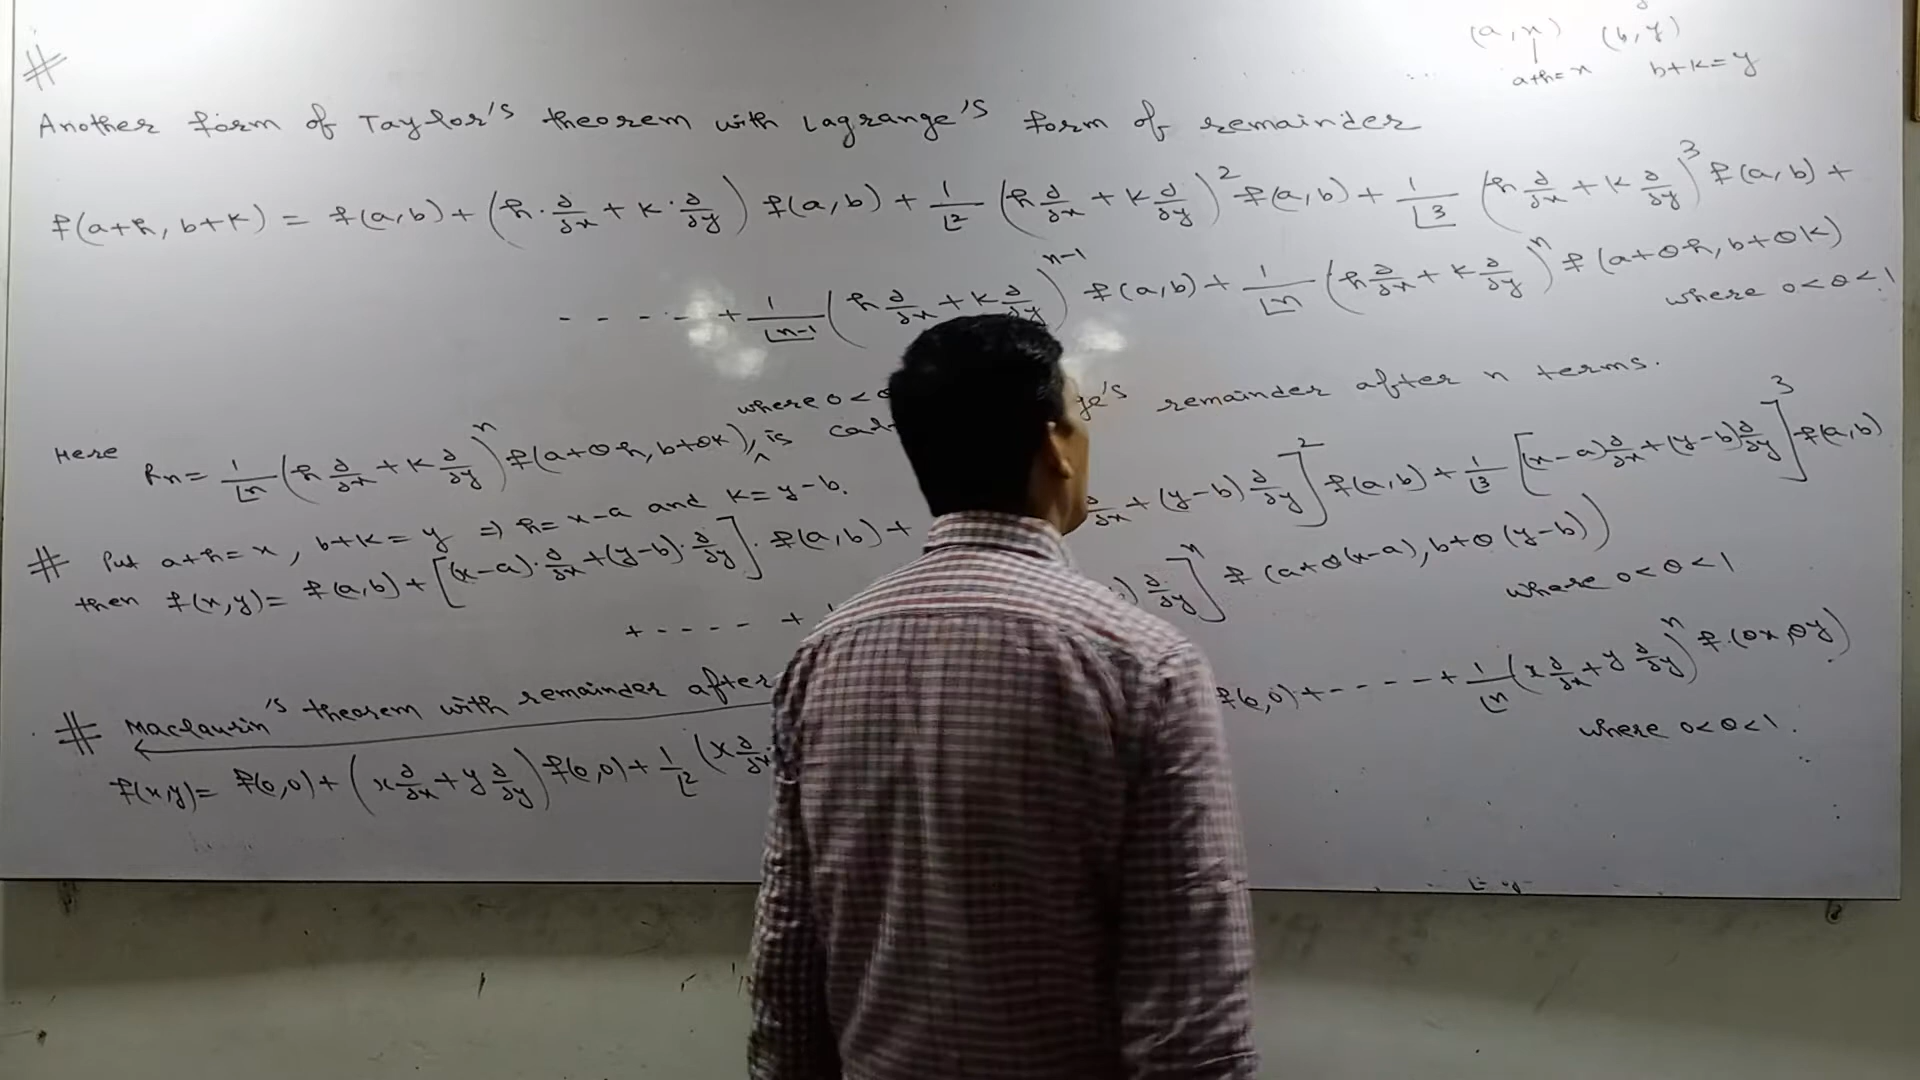 (a, x) (b, y)
a+h=x b+k=y
#
Another form of Taylor's theorem with Lagrange's form of remainder
f(a+h, b+k) = f(a,b) + (h·∂/∂x + k·∂/∂y) f(a,b) + 1/⌊2 (h ∂/∂x + k ∂/∂y)² f(a,b) + 1/⌊3 (h ∂/∂x + k ∂/∂y)³ f(a,b) +
- - - - - + 1/⌊n-1 (h ∂/∂x + k ∂/∂y)^(n-1) f(a,b) + 1/⌊n (h ∂/∂x + k ∂/∂y)^n f(a+θh, b+θk)
where 0<θ<1
where 0<
Here Rn = 1/⌊n (h ∂/∂x + k ∂/∂y)^n f(a+θh, b+θk), is remainder after n terms.
# Put a+h=x, b+k=y ⇒ h=x-a and k=y-b.
then f(x,y) = f(a,b) + [(x-a)·∂/∂x + (y-b)·∂/∂y]· f(a,b) + ∂/∂x + (y-b) ∂/∂y]² f(a,b) + 1/⌊3 [(x-a) ∂/∂x + (y-b) ∂/∂y]³ f(a,b)
+ - - - - + ∂/∂y]^n f(a+θ(x-a), b+θ(y-b))
where 0<θ<1
# Maclaurin's theorem with remainder after
f(x,y) = f(0,0) + (x ∂/∂x + y ∂/∂y) f(0,0) + 1/⌊2 (x ∂/∂x f(0,0) + - - - - + 1/⌊n (x ∂/∂x + y ∂/∂y)^n f(θx, θy)
where 0<θ<1.